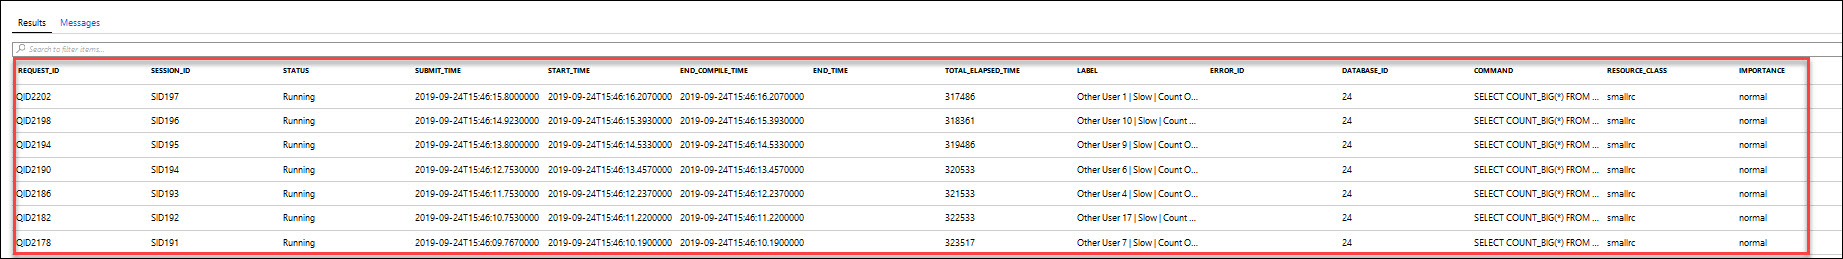 Results Messages
Search to filter items...
REQUEST_ID SESSION_ID STATUS SUBMIT_TIME START_TIME END_COMPILE_TIME END_TIME TOTAL_ELAPSED_TIME LABEL ERROR_ID DATABASE_ID COMMAND RESOURCE_CLASS IMPORTANCE
QID2202 SID197 Running 2019-09-24T15:46:15.8000000 2019-09-24T15:46:16.2070000 2019-09-24T15:46:16.2070000 317486 Other User 1 | Slow | Count O... 24 SELECT COUNT_BIG(*) FROM ... smallrc normal
QID2198 SID196 Running 2019-09-24T15:46:14.9230000 2019-09-24T15:46:15.3930000 2019-09-24T15:46:15.3930000 318361 Other User 10 | Slow | Count ... 24 SELECT COUNT_BIG(*) FROM ... smallrc normal
QID2194 SID195 Running 2019-09-24T15:46:13.8000000 2019-09-24T15:46:14.5330000 2019-09-24T15:46:14.5330000 319486 Other User 9 | Slow | Count O... 24 SELECT COUNT_BIG(*) FROM ... smallrc normal
QID2190 SID194 Running 2019-09-24T15:46:12.7530000 2019-09-24T15:46:13.4570000 2019-09-24T15:46:13.4570000 320533 Other User 6 | Slow | Count O... 24 SELECT COUNT_BIG(*) FROM ... smallrc normal
QID2186 SID193 Running 2019-09-24T15:46:11.7530000 2019-09-24T15:46:12.2370000 2019-09-24T15:46:12.2370000 321533 Other User 4 | Slow | Count O... 24 SELECT COUNT_BIG(*) FROM ... smallrc normal
QID2182 SID192 Running 2019-09-24T15:46:10.7530000 2019-09-24T15:46:11.2200000 2019-09-24T15:46:11.2200000 322533 Other User 17 | Slow | Count ... 24 SELECT COUNT_BIG(*) FROM ... smallrc normal
QID2178 SID191 Running 2019-09-24T15:46:09.7670000 2019-09-24T15:46:10.1900000 2019-09-24T15:46:10.1900000 323517 Other User 7 | Slow | Count O... 24 SELECT COUNT_BIG(*) FROM ... smallrc normal